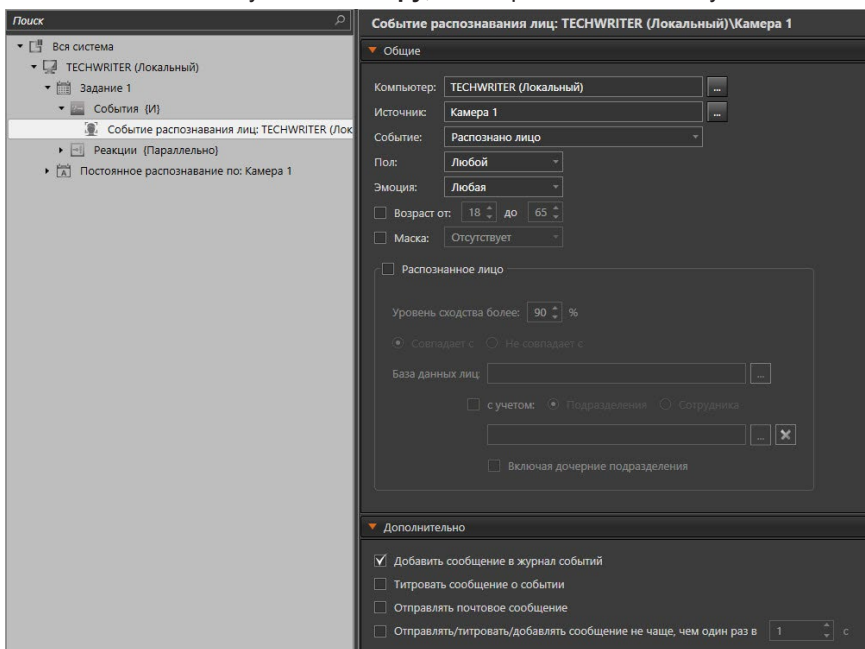 Поиск
Вся система
TECHWRITER (Локальный)
Задание 1
События {И}
Событие распознавания лиц: TECHWRITER (Лок
Реакции {Параллельно}
Постоянное распознавание по: Камера 1
Событие распознавания лиц: TECHWRITER (Локальный)\Камера 1
Общие
Компьютер: TECHWRITER (Локальный) ...
Источник: Камера 1 ...
Событие: Распознано лицо
Пол: Любой
Эмоция: Любая
Возраст от: 18 до 65
Маска: Отсутствует
Распознанное лицо
Уровень сходства более: 90 %
Совпадает с Не совпадает с
База данных лиц: ...
с учетом: Подразделения Сотрудника
...
Включая дочерние подразделения
Дополнительно
Добавить сообщение в журнал событий
Титровать сообщение о событии
Отправлять почтовое сообщение
Отправлять/титровать/добавлять сообщение не чаще, чем один раз в 1 с